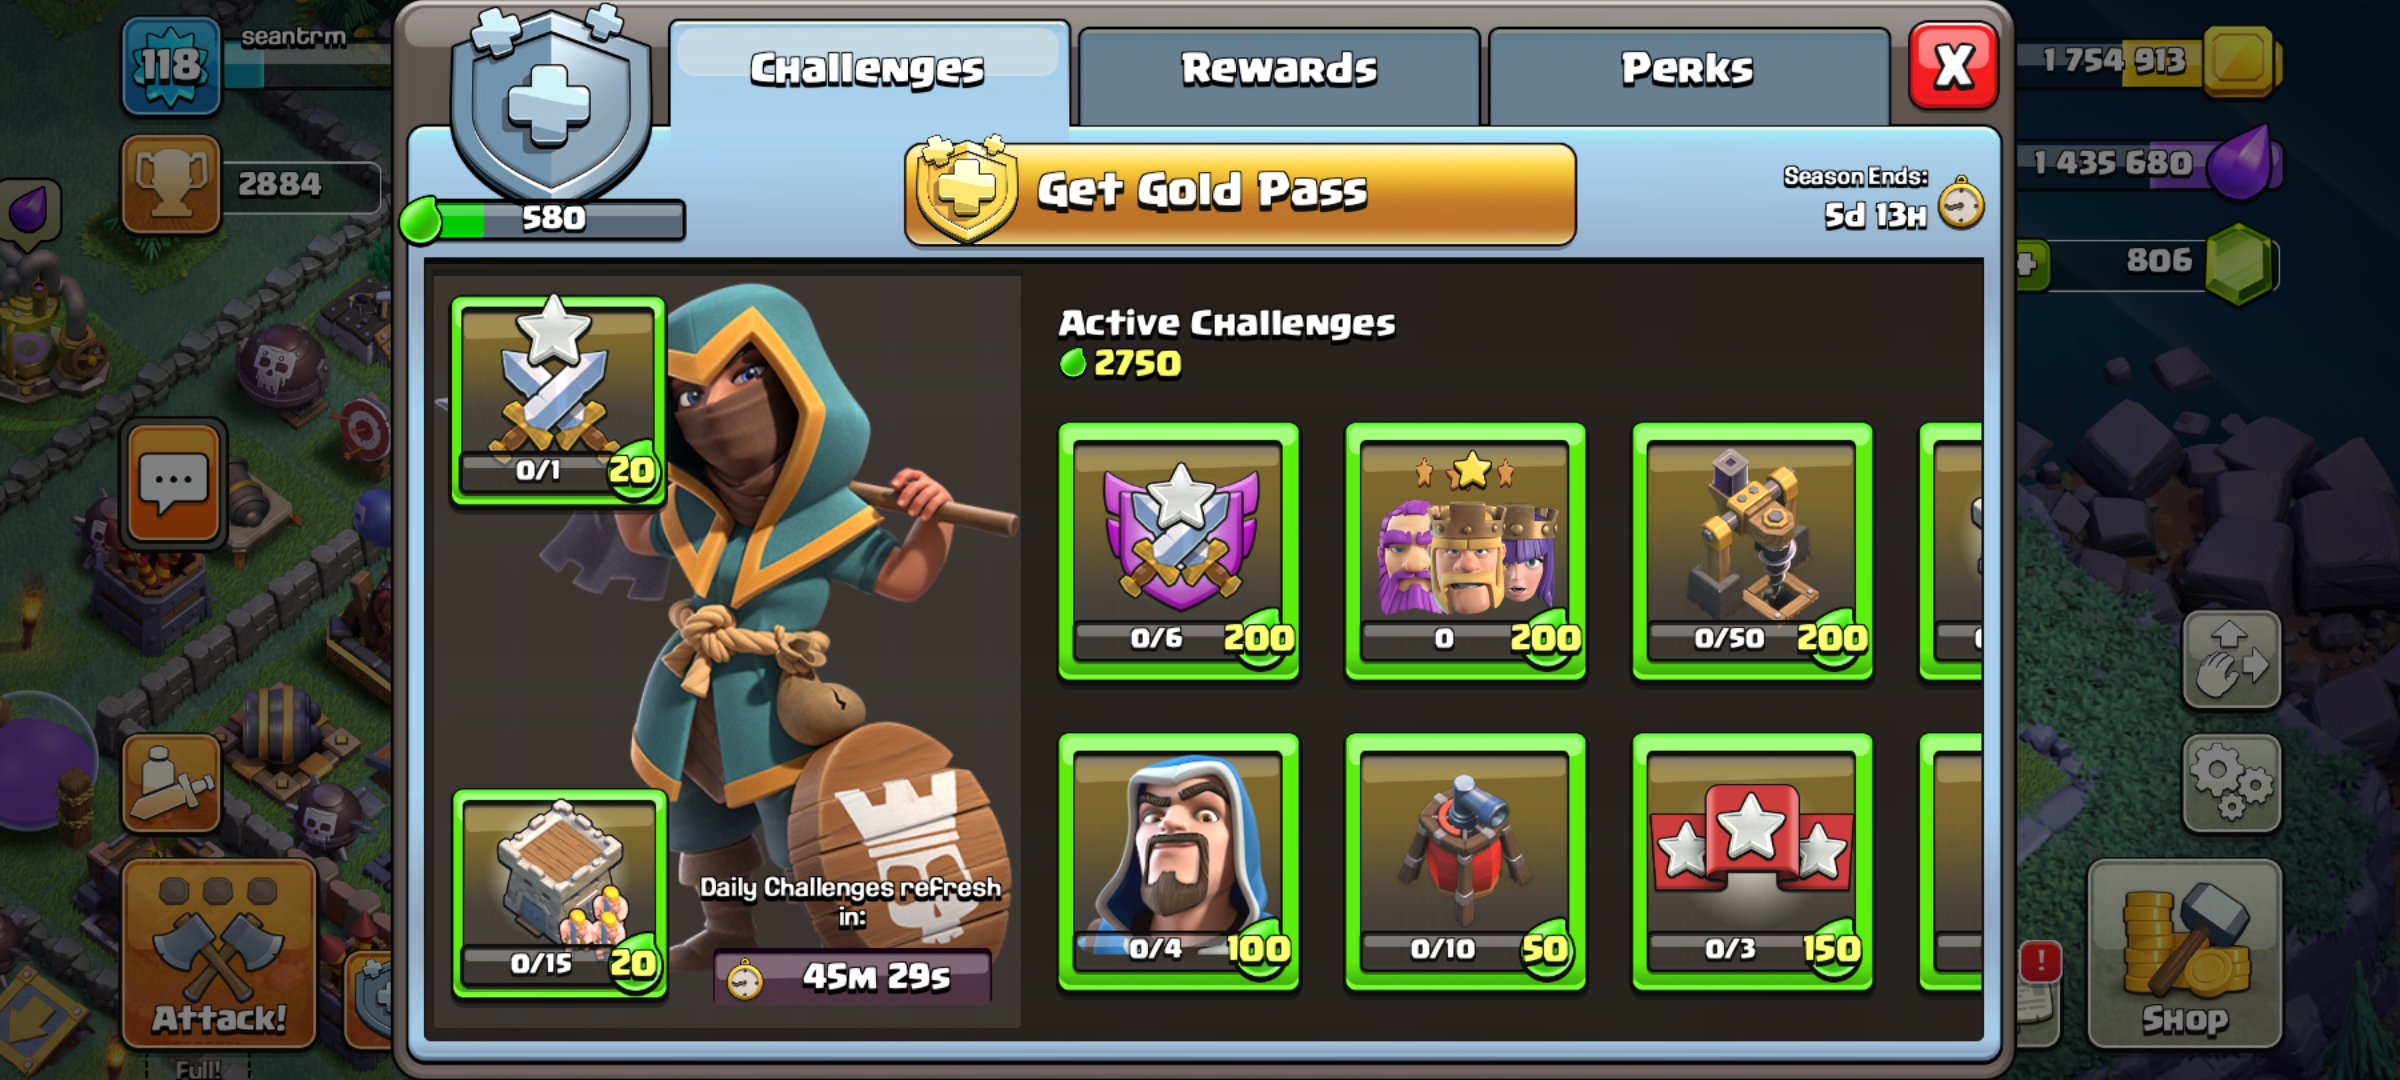 118
seantrm
2884
580
Challenges
Rewards
Perks
X
Get Gold Pass
Season Ends:
5d 13H
1 754 913
1 435 680
806
0/1
20
0/15
20
Daily Challenges refresh
in:
45M 29s
Active Challenges
2750
0/6
200
0
200
0/50
200
0/4
100
0/10
50
0/3
150
Attack!
Full!
!
Shop